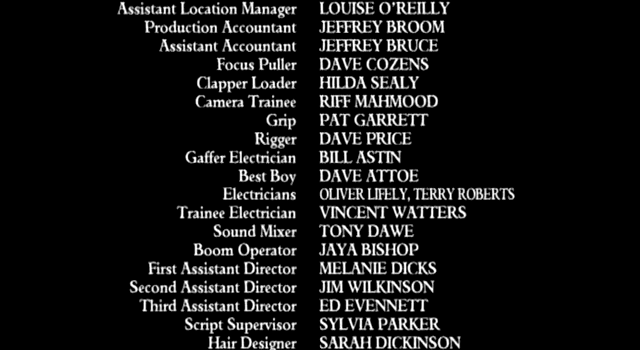 Assistant Location Manager LOUISE O'REILLY
Production Accountant JEFFREY BROOM
Assistant Accountant JEFFREY BRUCE
Focus Puller DAVE COZENS
Clapper Loader HILDA SEALY
Camera Trainee RIFF MAHMOOD
Grip PAT GARRETT
Rigger DAVE PRICE
Gaffer Electrician BILL ASTIN
Best Boy DAVE ATTOE
Electricians OLIVER LIFELY, TERRY ROBERTS
Trainee Electrician VINCENT WATTERS
Sound Mixer TONY DAWE
Boom Operator JAYA BISHOP
First Assistant Director MELANIE DICKS
Second Assistant Director JIM WILKINSON
Third Assistant Director ED EVENNETT
Script Supervisor SYLVIA PARKER
Hair Designer SARAH DICKINSON